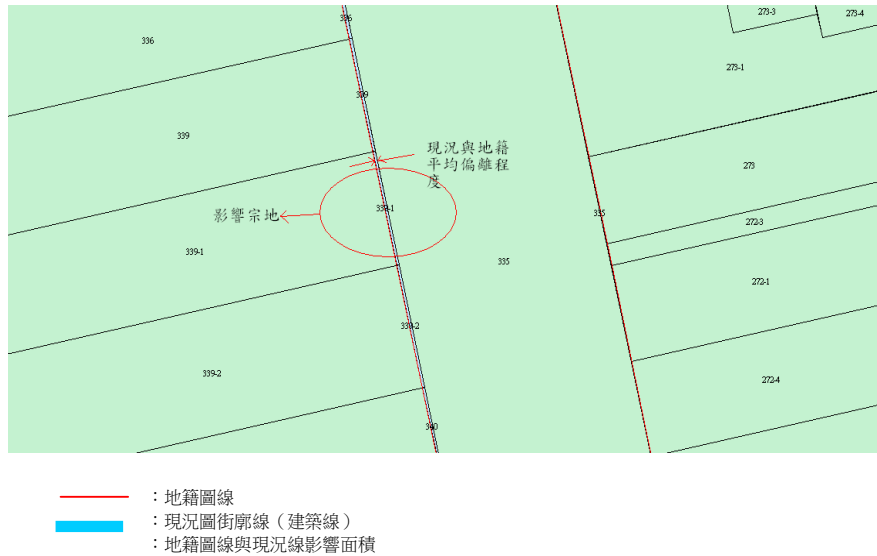 336
273-3
273-4
336
273-1
339
339
現況與地籍
平均偏離程
度
273
影響宗地
339-1
335
272-3
339-1
335
272-1
339-2
339-2
272-4
340
：地籍圖線
：現況圖街廓線（建築線）
：地籍圖線與現況線影響面積